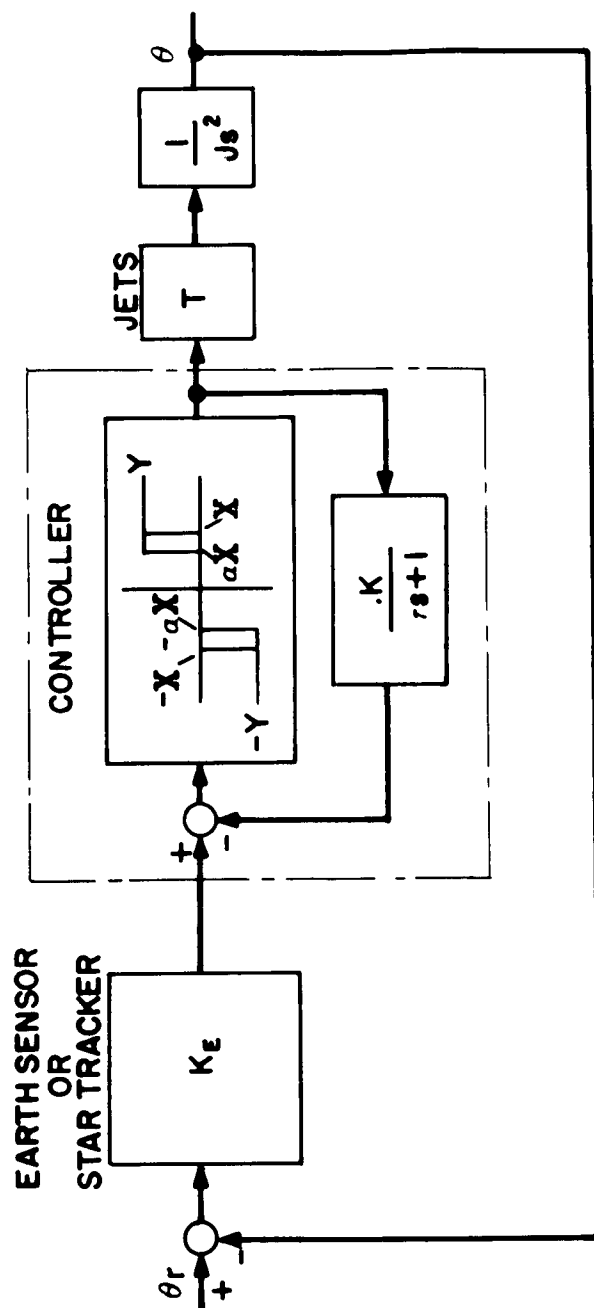 EARTH SENSOR
OR
STAR TRACKER
CONTROLLER
JETS
θr
+
-
K_E
+
-
Y
-X
-aX
aX
X
-Y
.K
τs+1
T
1
Js²
θ